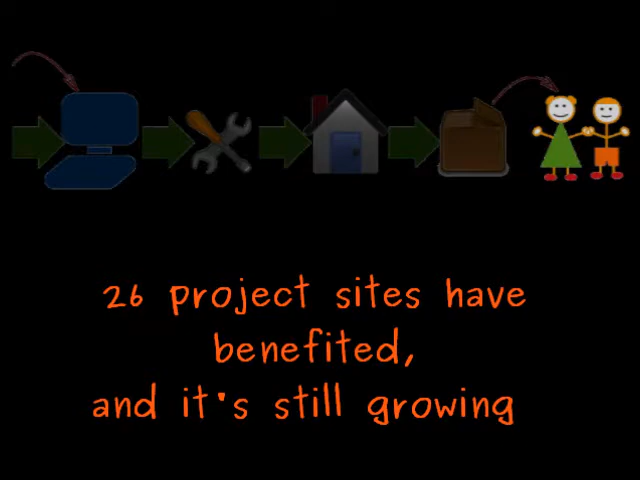 26 project sites have
benefited,
and it's still growing